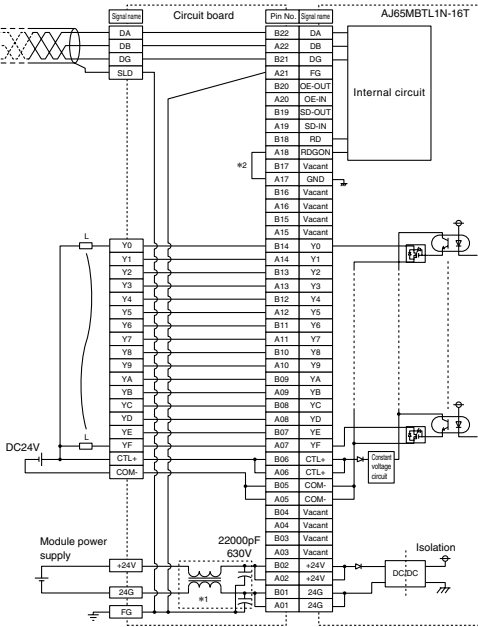 Signal name Circuit board Pin No. Signal name AJ65MBTL1N-16T
DA B22 DA
DB A22 DB
DG B21 DG
SLD A21 FG
B20 OE-OUT
A20 OE-IN
Internal circuit
B19 SD-OUT
A19 SD-IN
B18 RD
A18 RDGON
*2
B17 Vacant
A17 GND
B16 Vacant
A16 Vacant
B15 Vacant
A15 Vacant
L
Y0 B14 Y0
Y1 A14 Y1
Y2 B13 Y2
Y3 A13 Y3
Y4 B12 Y4
Y5 A12 Y5
Y6 B11 Y6
Y7 A11 Y7
Y8 B10 Y8
Y9 A10 Y9
YA B09 YA
YB A09 YB
YC B08 YC
YD A08 YD
YE B07 YE
L
YF A07 YF
DC24V
CTL+ B06 CTL+
COM- A06 CTL+
Constant
voltage
circuit
B05 COM-
A05 COM-
B04 Vacant
A04 Vacant
B03 Vacant
A03 Vacant
Module power
supply
22000pF
630V
Isolation
+24V B02 +24V
A02 +24V
DC/DC
24G B01 24G
*1
FG A01 24G